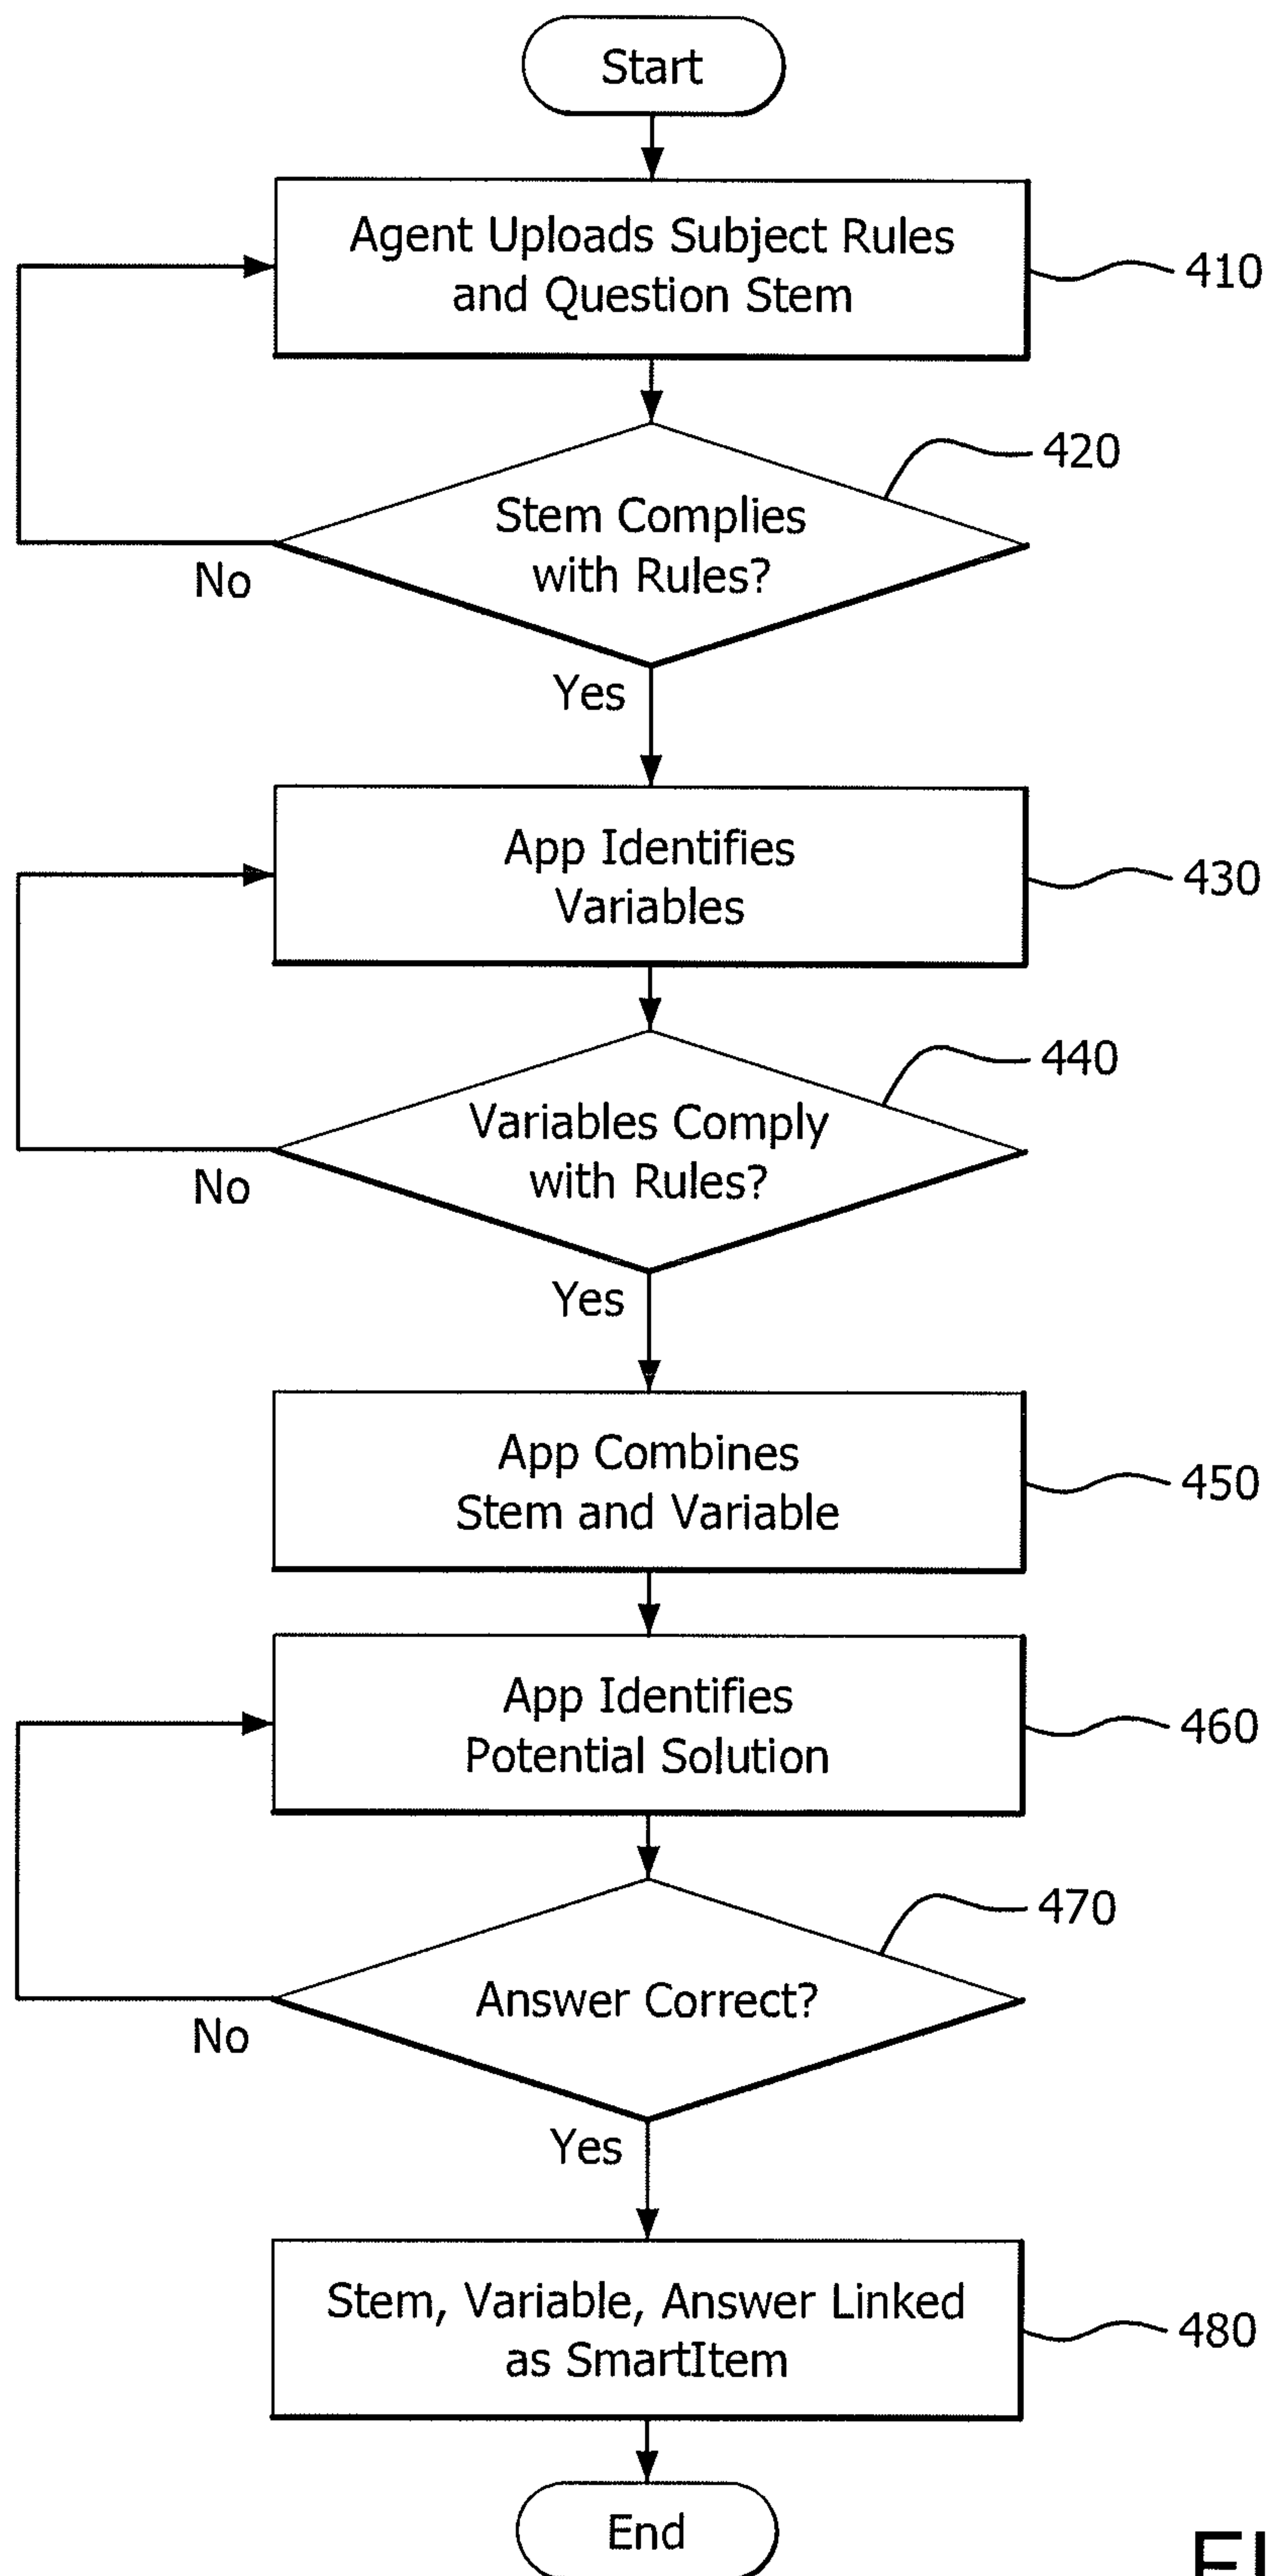 Start
Agent Uploads Subject Rules
and Question Stem
410
420
Stem Complies
with Rules?
No
Yes
App Identifies
Variables
430
440
Variables Comply
with Rules?
No
Yes
App Combines
Stem and Variable
450
App Identifies
Potential Solution
460
470
Answer Correct?
No
Yes
Stem, Variable, Answer Linked
as SmartItem
480
End